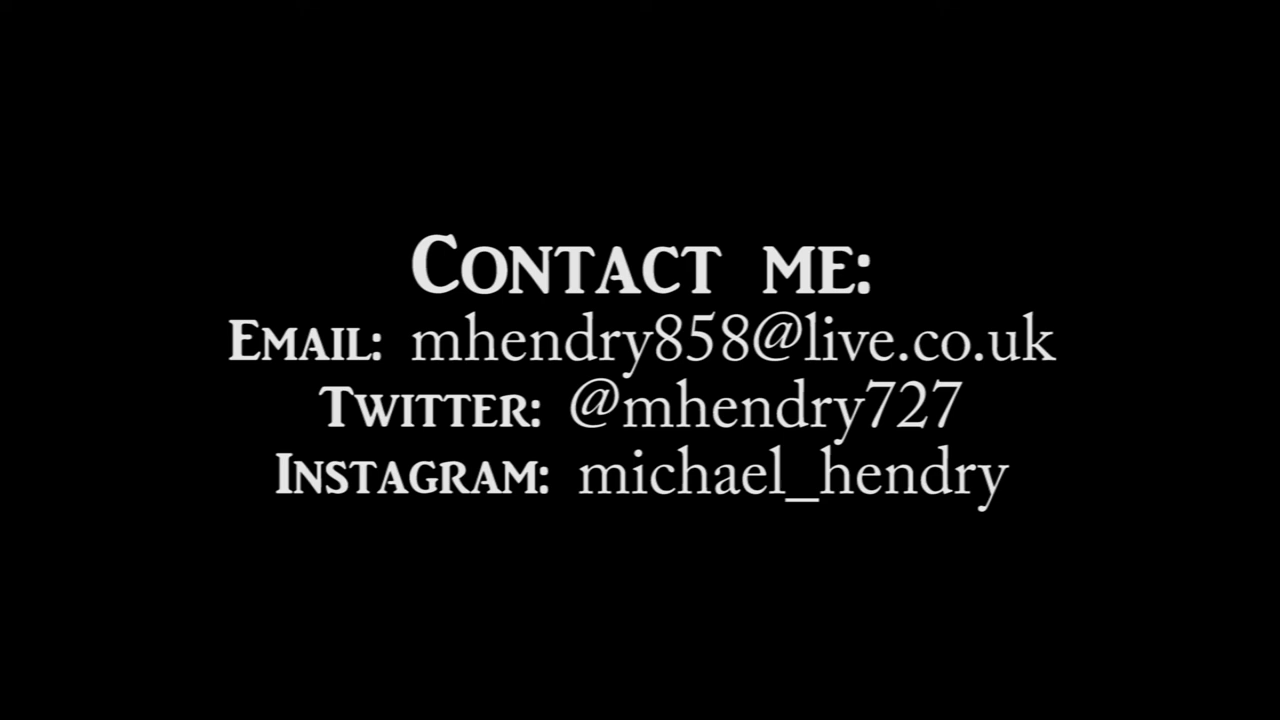 Contact me:
Email: mhendry858@live.co.uk
Twitter: @mhendry727
Instagram: michael_hendry